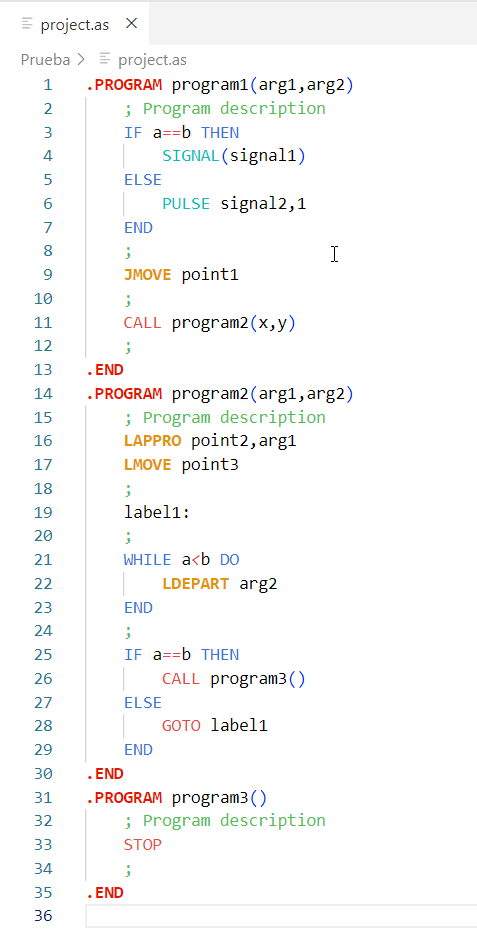 project.as ×
Prueba > project.as
1 .PROGRAM program1(arg1,arg2)
2 ; Program description
3 IF a==b THEN
4 SIGNAL(signal1)
5 ELSE
6 PULSE signal2,1
7 END
8 ;
9 JMOVE point1
10 ;
11 CALL program2(x,y)
12 ;
13 .END
14 .PROGRAM program2(arg1,arg2)
15 ; Program description
16 LAPPRO point2,arg1
17 LMOVE point3
18 ;
19 label1:
20 ;
21 WHILE a<b DO
22 LDEPART arg2
23 END
24 ;
25 IF a==b THEN
26 CALL program3()
27 ELSE
28 GOTO label1
29 END
30 .END
31 .PROGRAM program3()
32 ; Program description
33 STOP
34 ;
35 .END
36